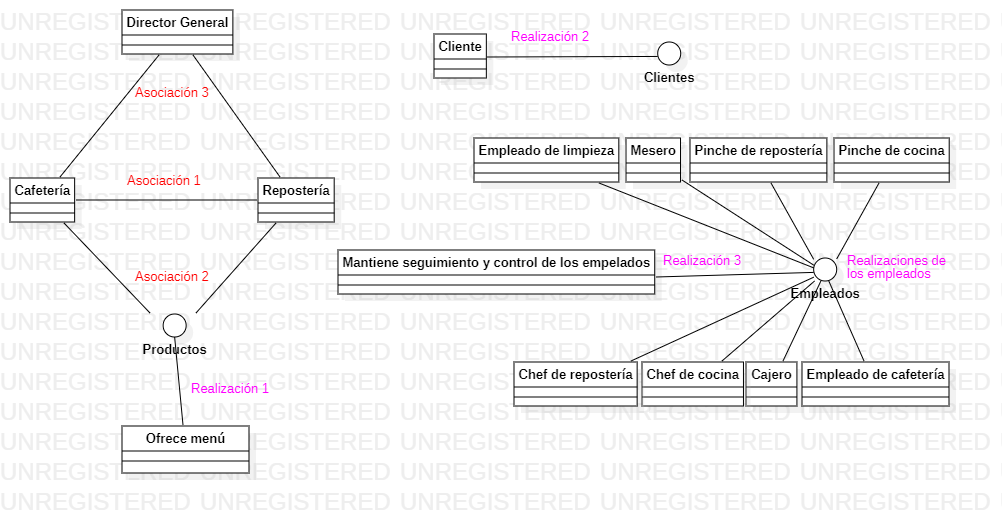 Director General
Asociación 3
Cafetería
Asociación 1
Repostería
Asociación 2
Productos
Realización 1
Ofrece menú
Cliente
Realización 2
Clientes
Empleado de limpieza
Mesero
Pinche de repostería
Pinche de cocina
Mantiene seguimiento y control de los empelados
Realización 3
Realizaciones de
los empleados
Empleados
Chef de repostería
Chef de cocina
Cajero
Empleado de cafetería
UNREGISTERED